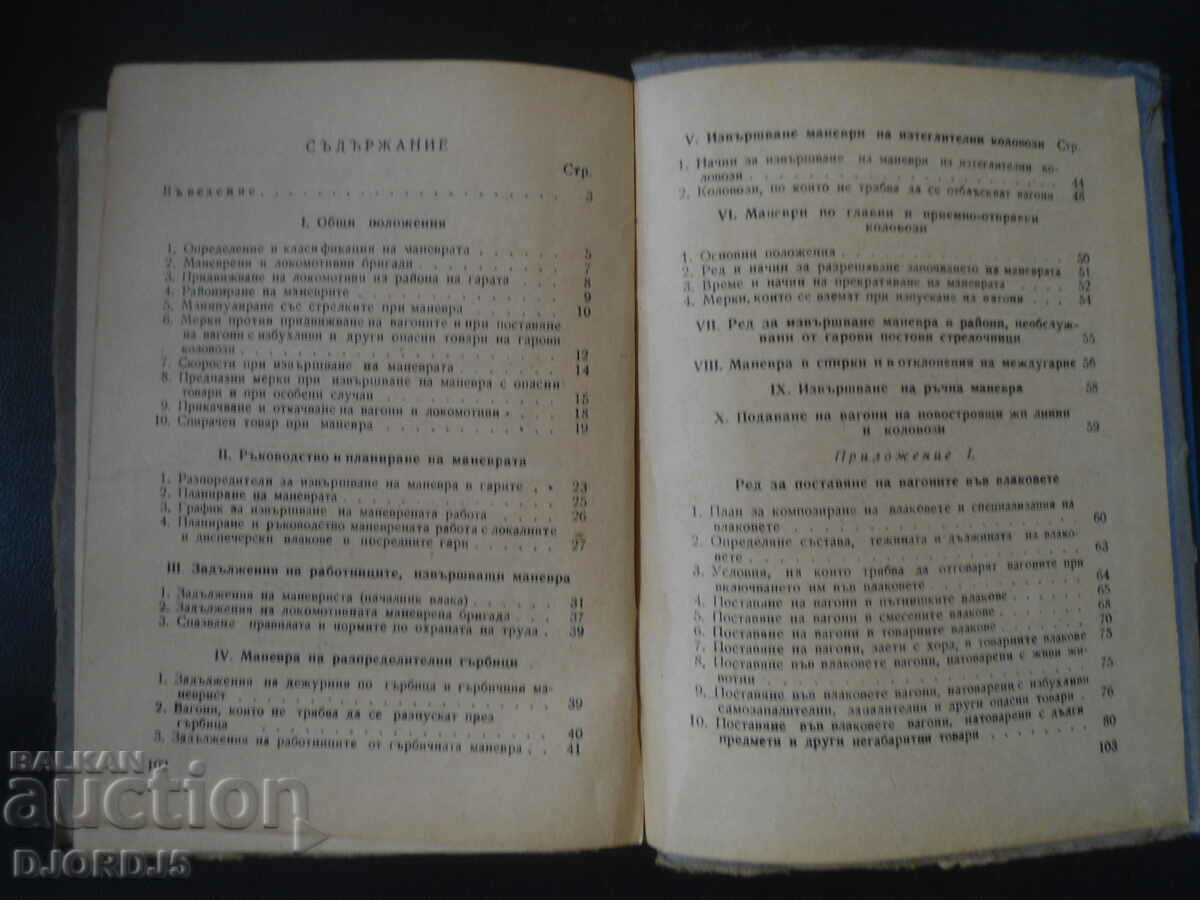 СЪДЪРЖАНИЕ
Стр.
Въведение . . . . . . . . . . . . . . . 3
I. Общи положения
1. Определение и класификация на маневрата . . . . . . 5
2. Маневрени и локомотивни бригади . . . . . . . . 7
3. Придвижване на локомотиви из района на гарата . . . 8
4. Райониране на маневрите . . . . . . . . . . 9
5. Манипулиране със стрелките при маневра . . . . . 10
6. Мерки против придвижване на вагоните и при поставяне
на вагони с избухливи и други опасни товари на гарови
коловози . . . . . . . . . . . . . . . 12
7. Скорости при извършване на маневрата . . . . . . 14
8. Предпазни мерки при извършване на маневра с опасни
товари и при особени случаи . . . . . . . . . 15
9. Прикачване и откачване на вагони и локомотиви . . . 18
10. Спирачен товар при маневра . . . . . . . . . 19
II. Ръководство и планиране на маневрата
1. Разпоредители за извършване на маневра в гарите . . 23
2. Планиране на маневрата . . . . . . . . . . 25
3. График за извършване на маневрената работа . . . . 26
4. Планиране и ръководство маневрената работа с локалните
и диспечерски влакове в посредни гари . . . . . . 27
III. Задължения на работниците, извършващи маневра
1. Задължения на маневриста (началник влака) . . . . 31
2. Задължения на локомотивната маневрена бригада . . . 37
3. Спазване правилата и нормите по охраната на труда . . 39
IV. Маневра на разпределителни гърбици
1. Задължения на дежурния по гърбица и гърбичния ма-
неврист . . . . . . . . . . . . . . . 39
2. Вагони, които не трябва да се разпускат през
гърбица . . . . . . . . . . . . . . . 40
3. Задължения на работниците от гърбичната маневра . . 41
102
V. Извършване маневри на изтеглителни коловози Стр.
1. Начин за извършване на маневри на изтеглителни ко-
ловози . . . . . . . . . . . . . . . 44
2. Коловози, по които не трябва да се отблъскват вагони 48
VI. Маневри по главни и приемно-отправни
коловози
1. Основни положения . . . . . . . . . . . . 50
2. Ред и начин за разрешаване започването на маневрата 51
3. Време и начин на прекратяване на маневрата . . . 52
4. Мерки, които се вземат при изпускане на вагони . . 54
VII. Ред за извършване маневра в райони, необслуж-
вани от гарови постови стрелочници 55
VIII. Маневра в спирки и в отклонения на междугарие 56
IX. Извършване на ръчна маневра 58
X. Подаване на вагони на новостроящи жп линии
и коловози 59
Приложение I.
Ред за поставяне на вагоните във влаковете
1. План за композиране на влаковете и специализация на
влаковете . . . . . . . . . . . . . . 60
2. Определяне състава, тежината и дължината на влако-
вете . . . . . . . . . . . . . . . . 63
3. Условия, на които трябва да отговарят вагоните при
включването им във влаковете . . . . . . . . 64
4. Поставяне на вагони в пътнишките влакове . . . . 65
5. Поставяне на вагони в смесените влакове . . . . 68
6. Поставяне на вагони в товарните влакове . . . . 70
7. Поставяне на вагони, заети с хора, в товарните влакове 75
8. Поставяне във влаковете вагони, натоварени с живи жи-
вотни . . . . . . . . . . . . . . . . 75
9. Поставяне във влаковете вагони, натоварени с избухливи
самозапалителни, запалителни и други опасни товари . 76
10. Поставяне във влаковете вагони, натоварени с дълги
предмети и други негабаритни товари . . . . . . 80
103
BALKAN
auction
DJORDJ5